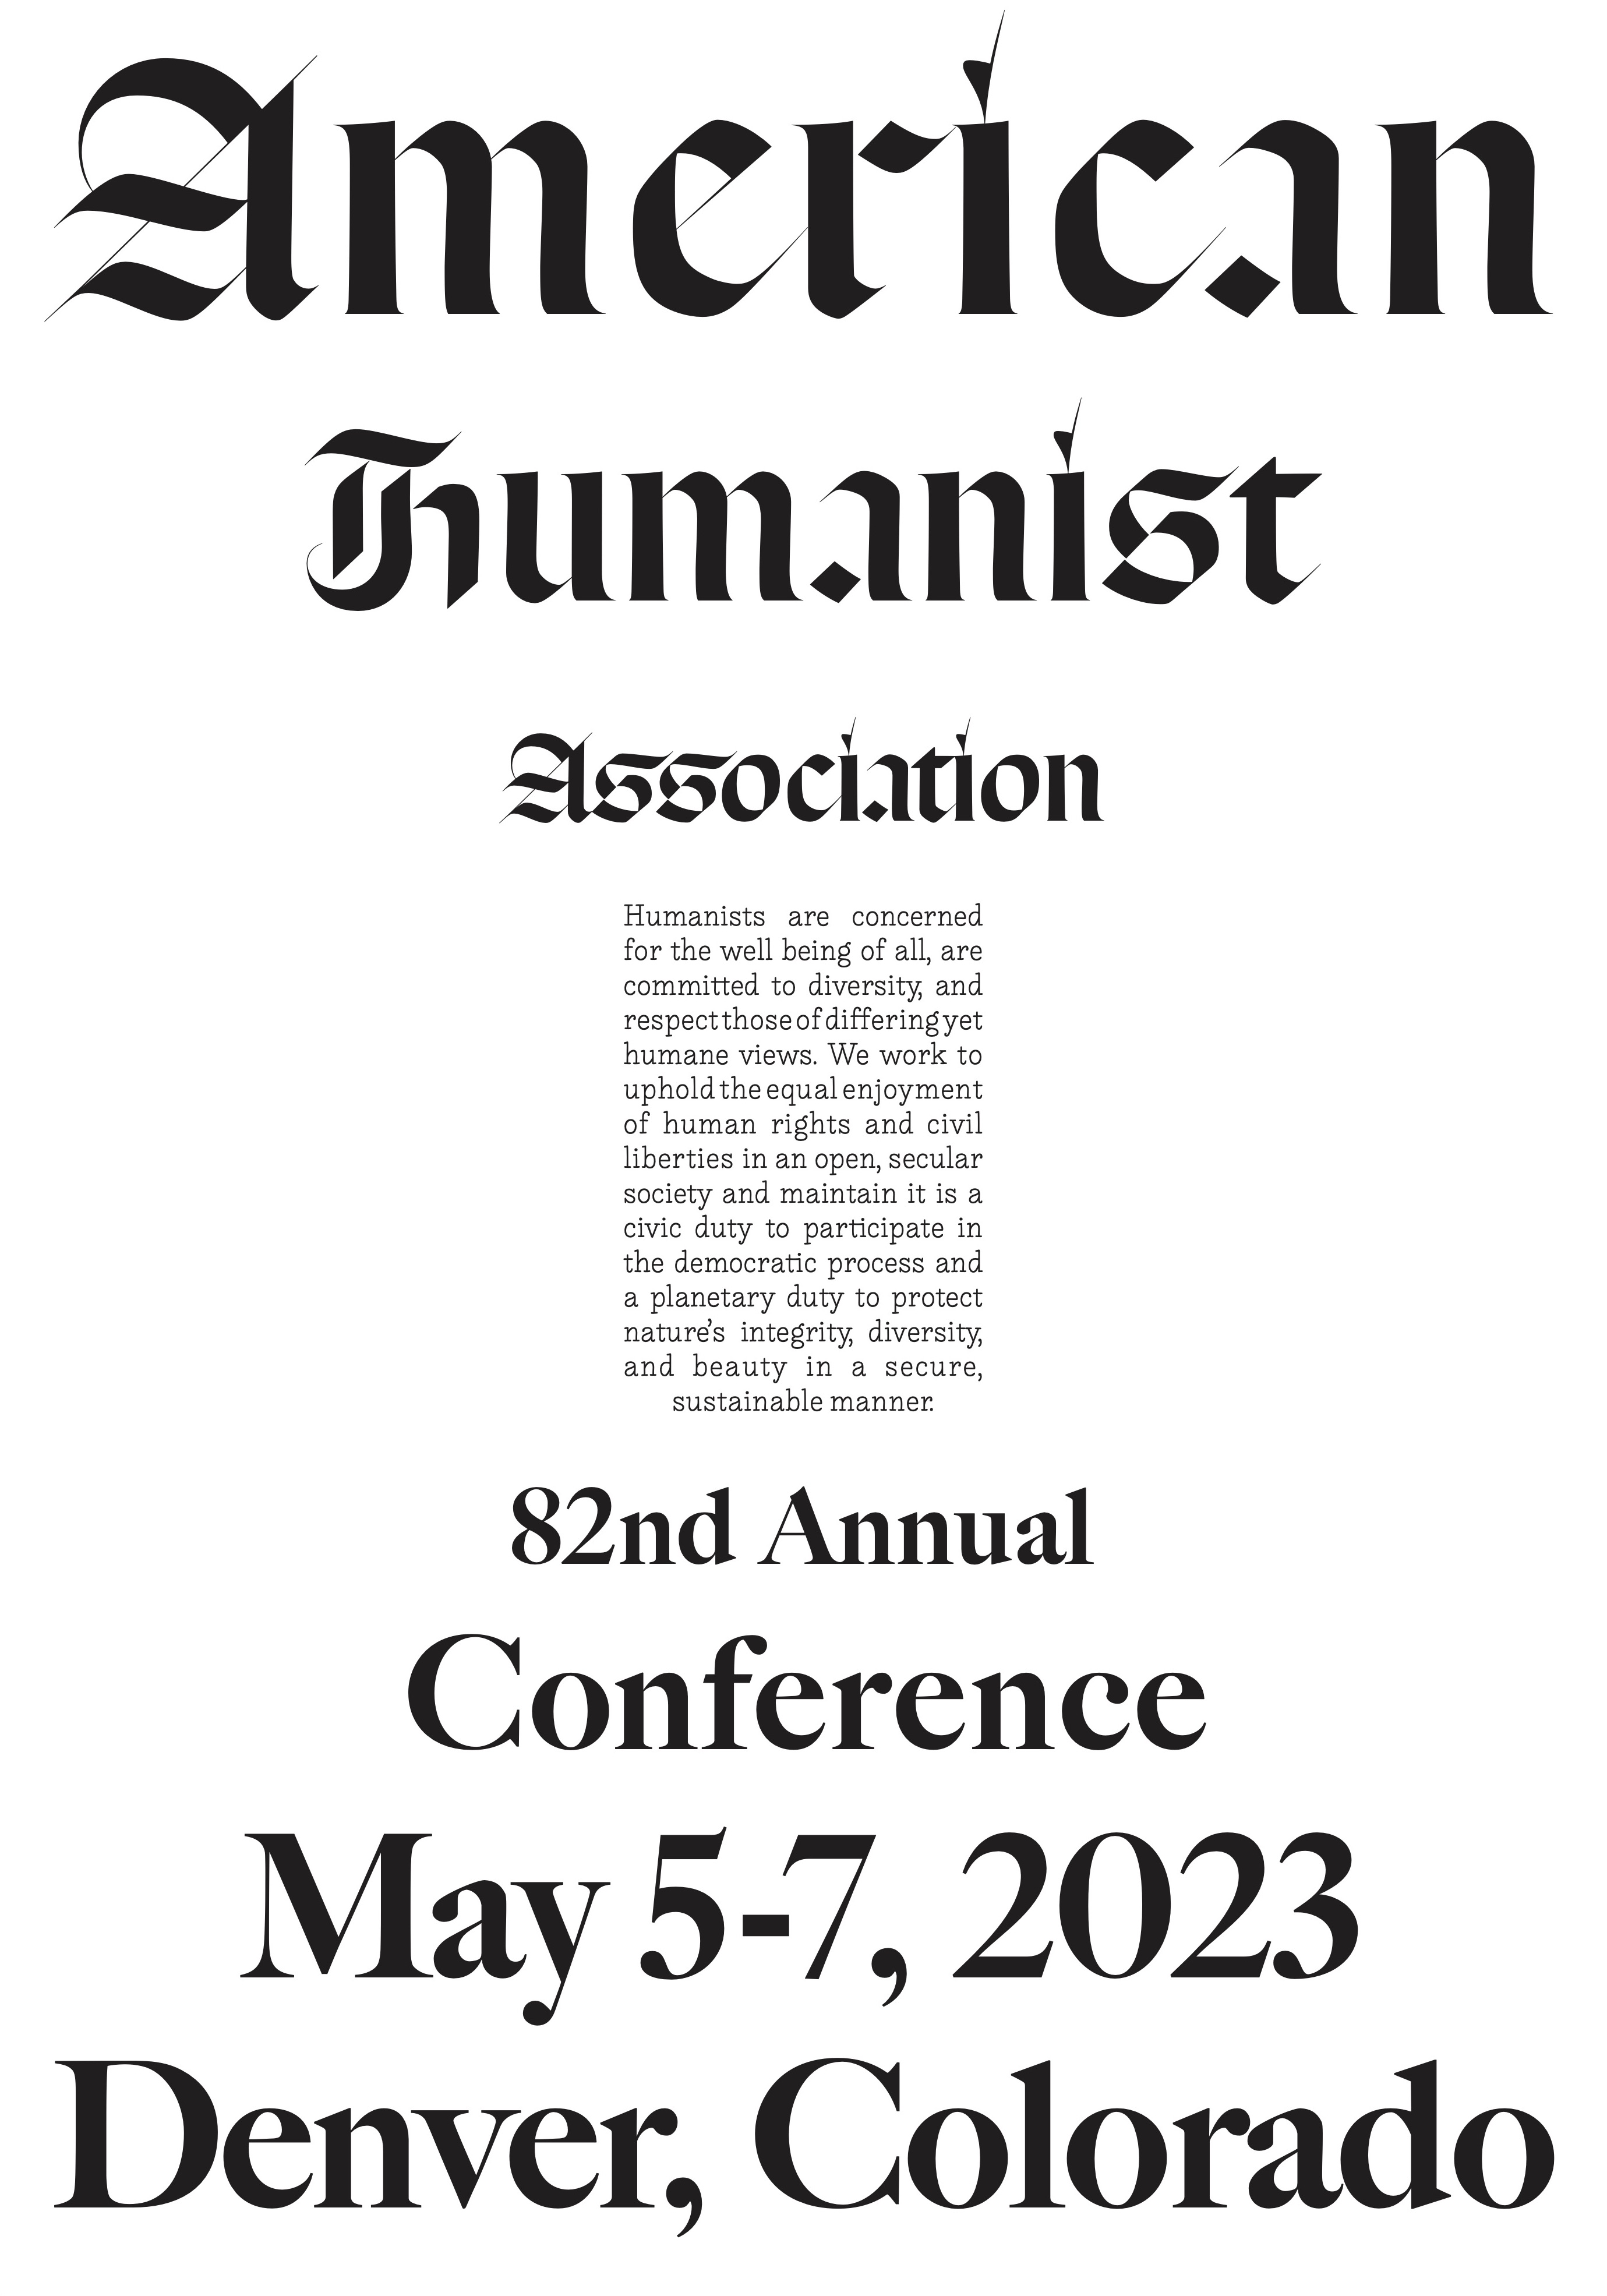 American
Humanist
Association
Humanists are concerned
for the well being of all, are
committed to diversity, and
respect those of differing yet
humane views. We work to
uphold the equal enjoyment
of human rights and civil
liberties in an open, secular
society and maintain it is a
civic duty to participate in
the democratic process and
a planetary duty to protect
nature’s integrity, diversity,
and beauty in a secure,
sustainable manner.
82nd Annual
Conference
May 5-7, 2023
Denver, Colorado